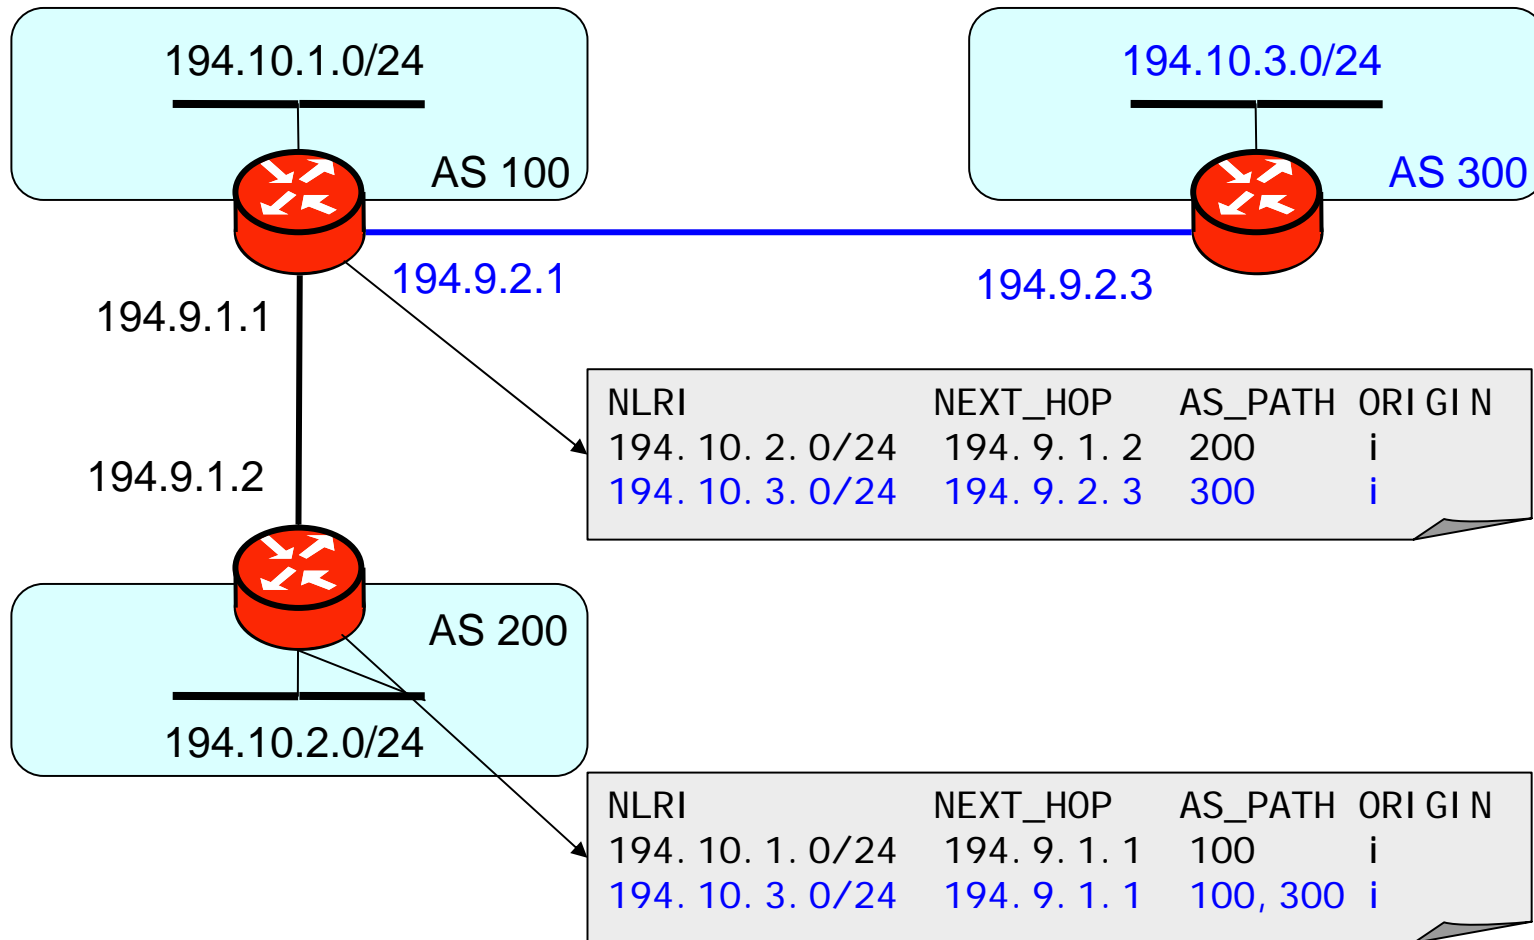 194.10.1.0/24
194.10.3.0/24
AS 100
AS 300
194.9.2.1
194.9.2.3
194.9.1.1
NLRI NEXT_HOP AS_PATH ORIGIN
194.10.2.0/24 194.9.1.2 200 i
194.10.3.0/24 194.9.2.3 300 i
194.9.1.2
AS 200
194.10.2.0/24
NLRI NEXT_HOP AS_PATH ORIGIN
194.10.1.0/24 194.9.1.1 100 i
194.10.3.0/24 194.9.1.1 100,300 i